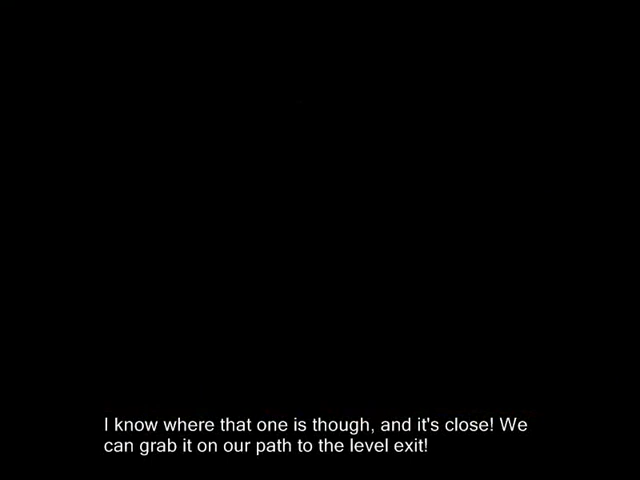 I know where that one is though, and it's close! We
can grab it on our path to the level exit!